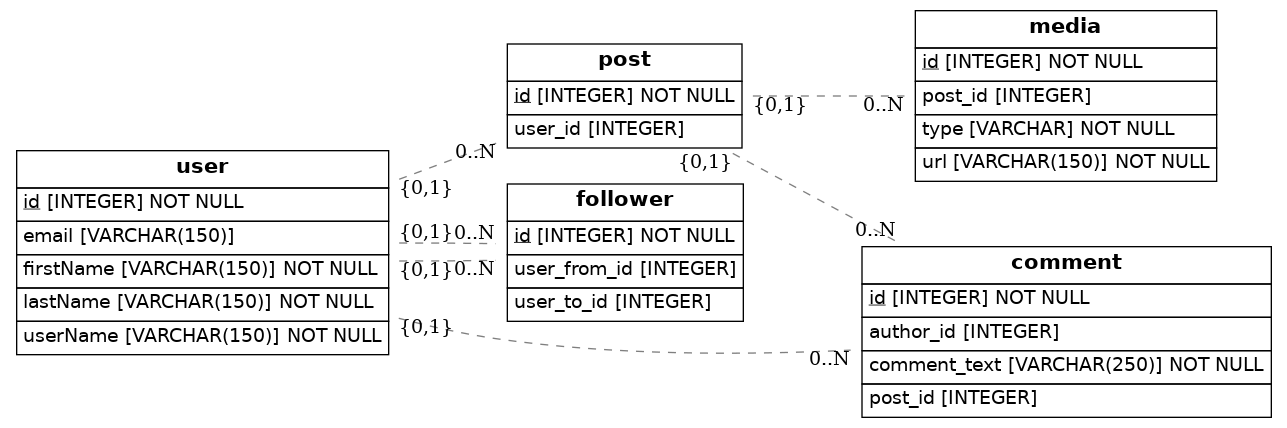 user
id [INTEGER] NOT NULL
email [VARCHAR(150)]
firstName [VARCHAR(150)] NOT NULL
lastName [VARCHAR(150)] NOT NULL
userName [VARCHAR(150)] NOT NULL
post
id [INTEGER] NOT NULL
user_id [INTEGER]
follower
id [INTEGER] NOT NULL
user_from_id [INTEGER]
user_to_id [INTEGER]
media
id [INTEGER] NOT NULL
post_id [INTEGER]
type [VARCHAR] NOT NULL
url [VARCHAR(150)] NOT NULL
comment
id [INTEGER] NOT NULL
author_id [INTEGER]
comment_text [VARCHAR(250)] NOT NULL
post_id [INTEGER]
0..N
{0,1}
{0,1} 0..N
{0,1} 0..N
{0,1}
0..N
{0,1}
0..N
{0,1}
0..N